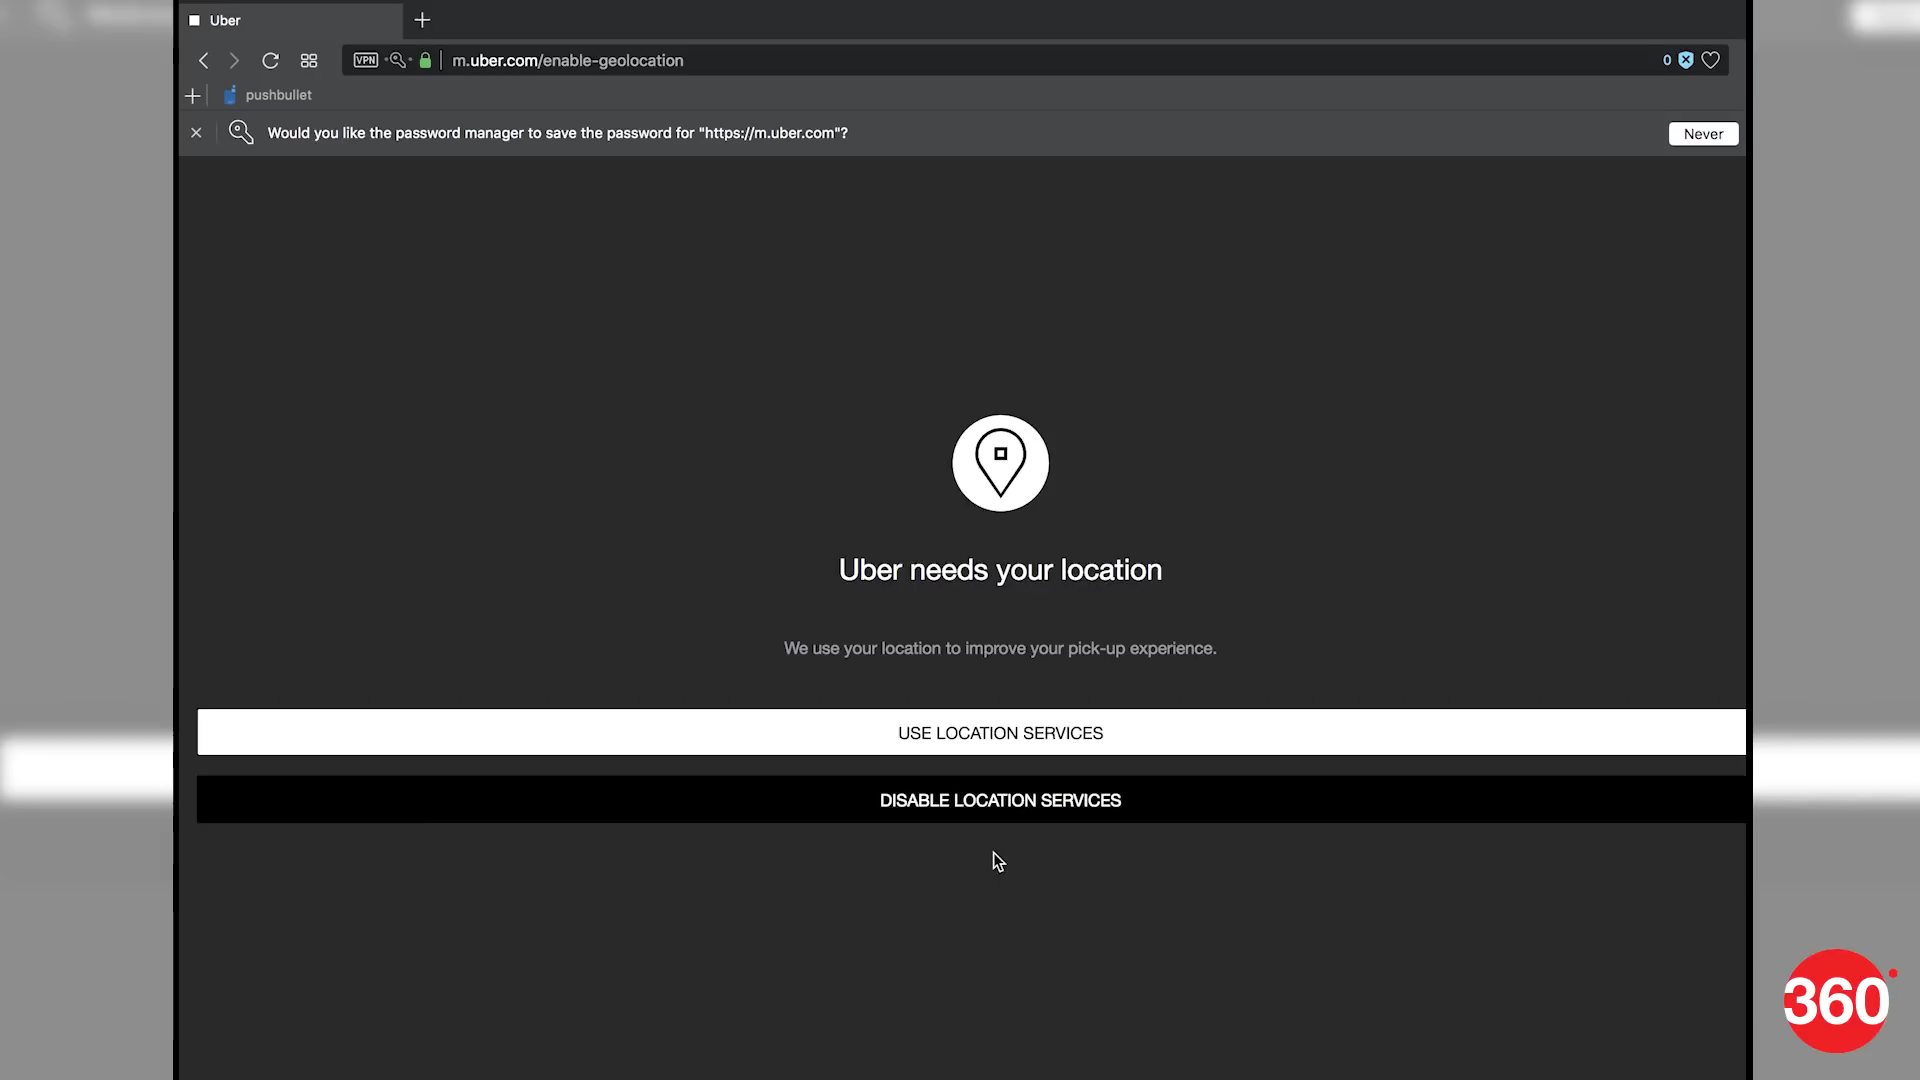 Uber
VPN
m.uber.com/enable-geolocation
0
pushbullet
Would you like the password manager to save the password for "https://m.uber.com"?
Never
Uber needs your location
We use your location to improve your pick-up experience.
USE LOCATION SERVICES
DISABLE LOCATION SERVICES
360